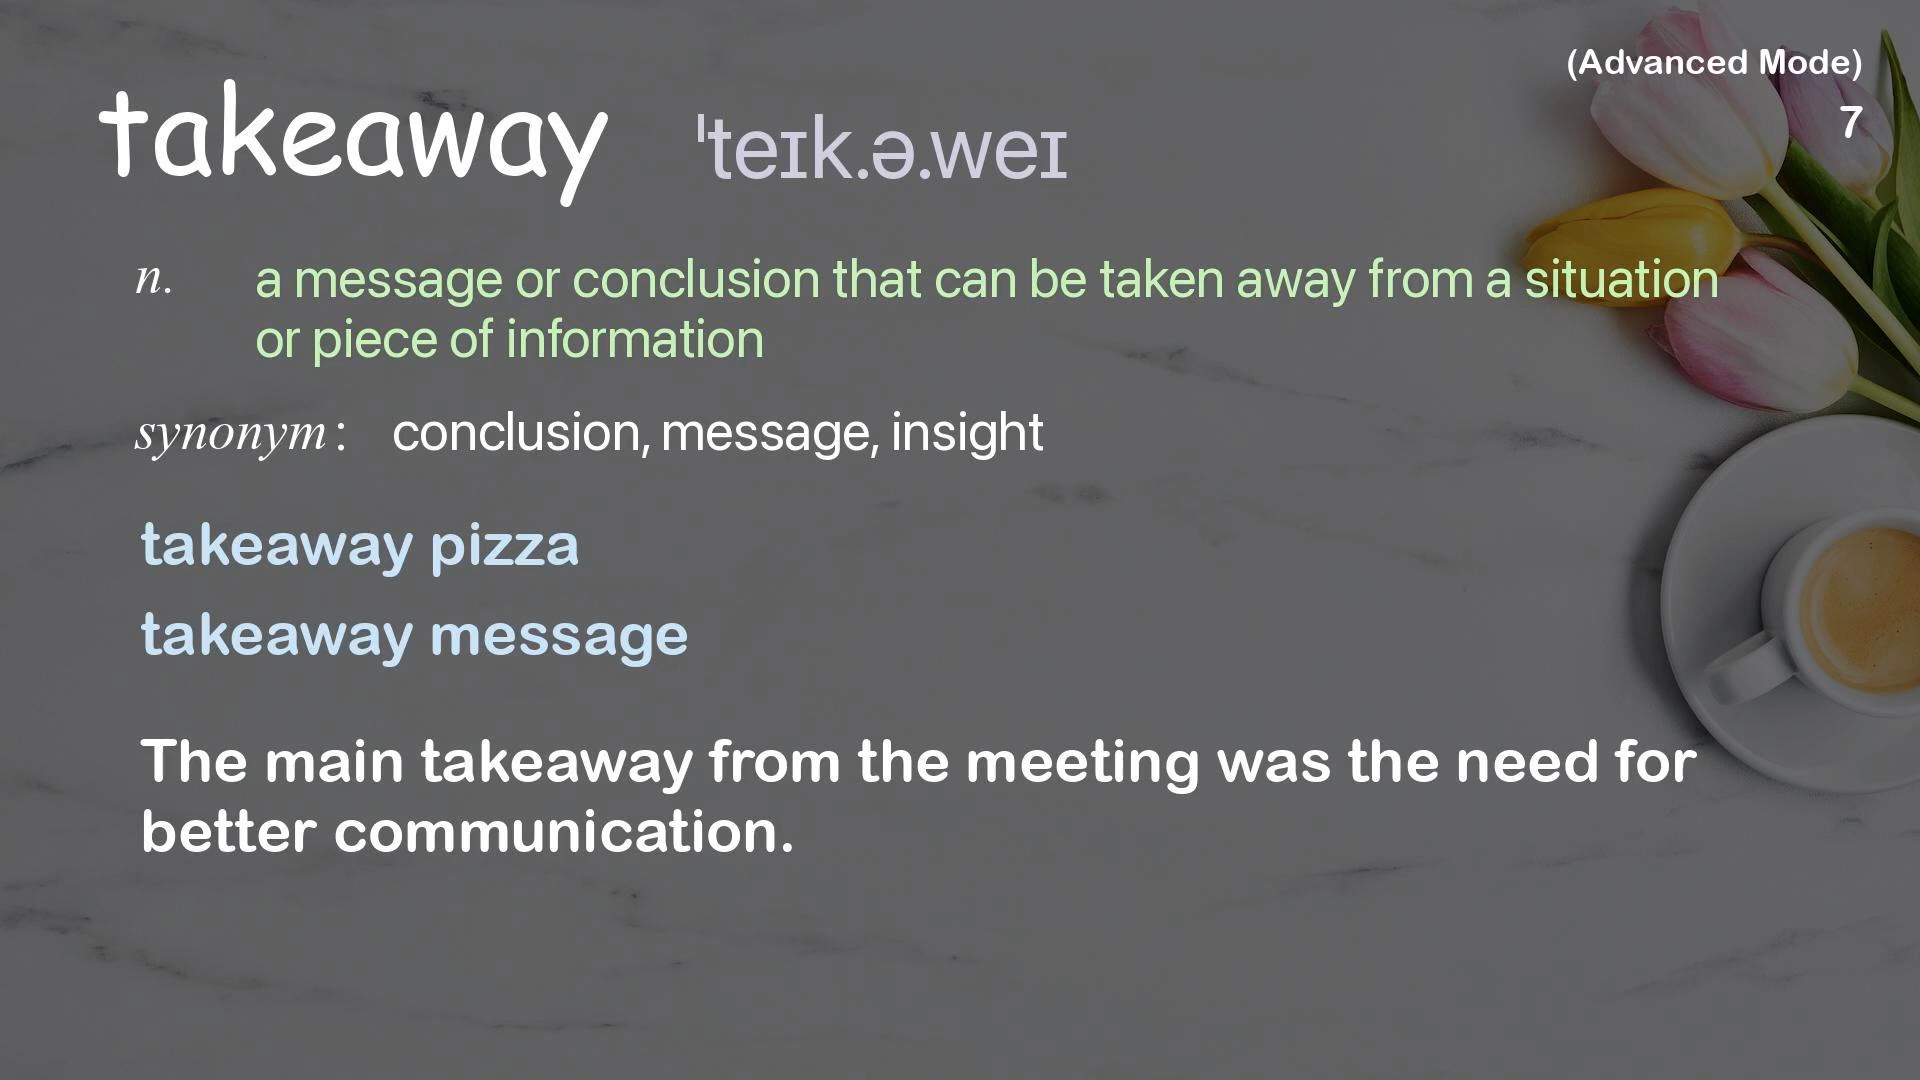 (Advanced Mode)
7
takeaway ˈteɪk.ə.weɪ
n. a message or conclusion that can be taken away from a situation
or piece of information
synonym: conclusion, message, insight
takeaway pizza
takeaway message
The main takeaway from the meeting was the need for
better communication.